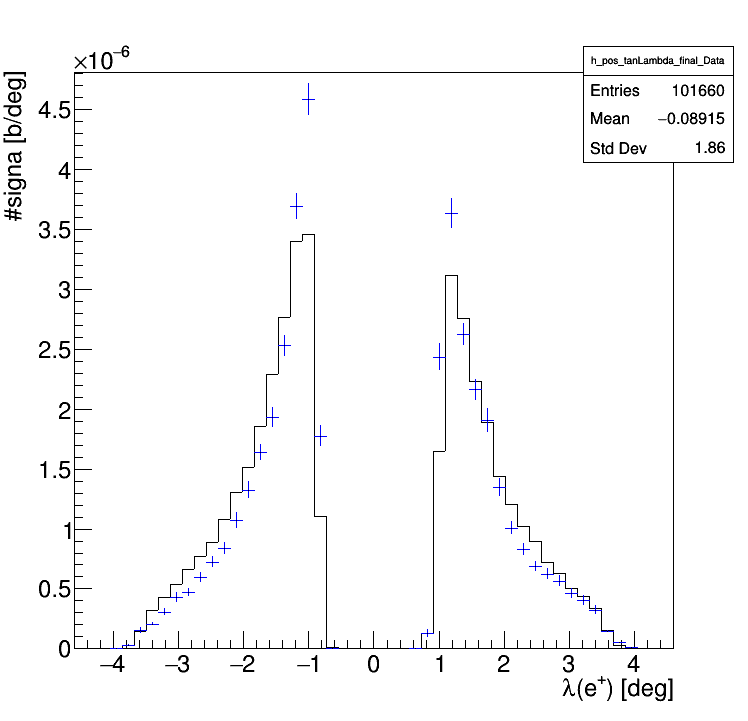 ×10⁻⁶
h_pos_tanLambda_final_Data
Entries 101660
Mean −0.08915
Std Dev 1.86
#signa [b/deg]
4.5
4
3.5
3
2.5
2
1.5
1
0.5
0
−4 −3 −2 −1 0 1 2 3 4
λ(e⁺) [deg]